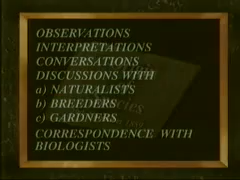 OBSERVATIONS
INTERPRETATIONS
CONVERSATIONS
DISCUSSIONS WITH
a) NATURALISTS
b) BREEDERS
c) GARDNERS
CORRESPONDENCE WITH
BIOLOGISTS